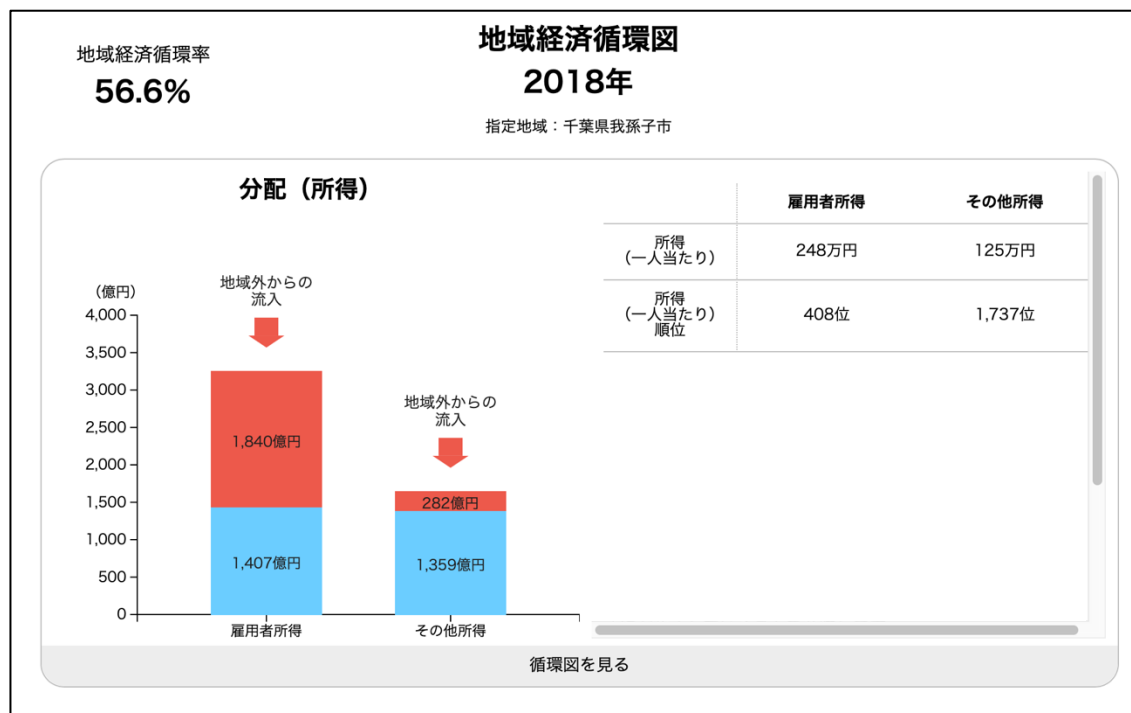 地域経済循環率
56.6%
地域経済循環図
2018年
指定地域：千葉県我孫子市
分配（所得）
（億円）
4,000
3,500
3,000
2,500
2,000
1,500
1,000
500
0
地域外からの
流入
1,840億円
1,407億円
雇用者所得
地域外からの
流入
282億円
1,359億円
その他所得
雇用者所得 その他所得
所得
（一人当たり）
248万円 125万円
所得
（一人当たり）
順位
408位 1,737位
循環図を見る